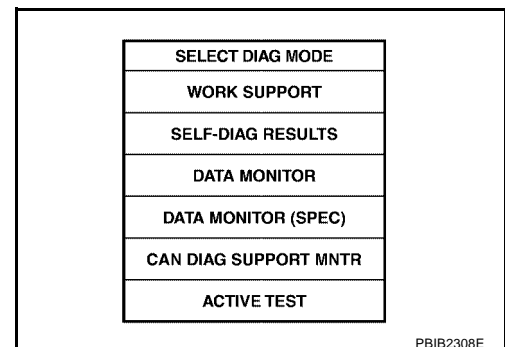 SELECT DIAG MODE
WORK SUPPORT
SELF-DIAG RESULTS
DATA MONITOR
DATA MONITOR (SPEC)
CAN DIAG SUPPORT MNTR
ACTIVE TEST
PBIB2308E